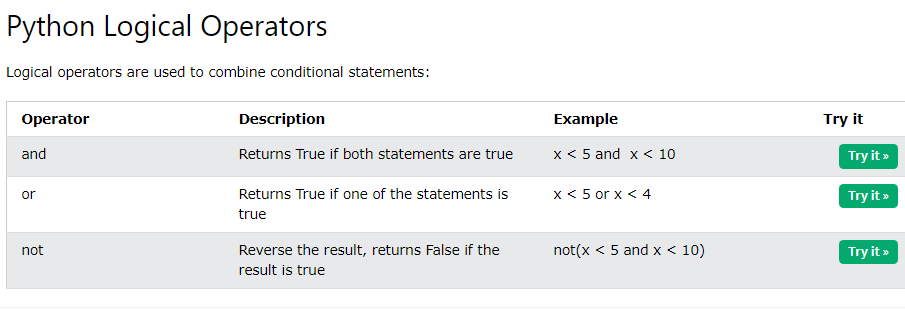 Python Logical Operators
Logical operators are used to combine conditional statements:
Operator Description Example Try it
and Returns True if both statements are true x < 5 and  x < 10 Try it »
or Returns True if one of the statements is x < 5 or x < 4 Try it »
true
not Reverse the result, returns False if the not(x < 5 and x < 10) Try it »
result is true